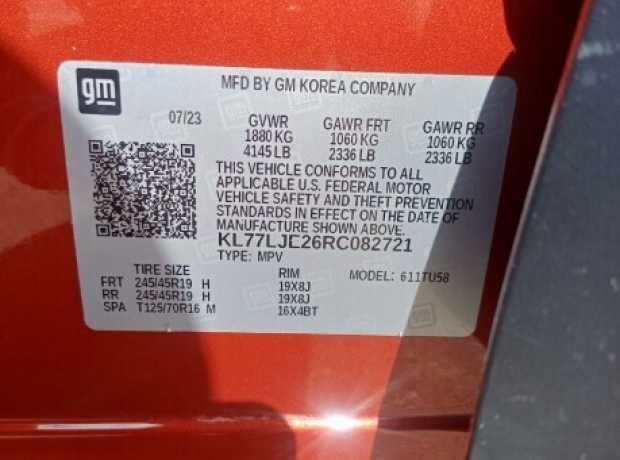 gm
MFD BY GM KOREA COMPANY
07/23 GVWR GAWR FRT GAWR RR
1880 KG 1060 KG 1060 KG
4145 LB 2336 LB 2336 LB
THIS VEHICLE CONFORMS TO ALL
APPLICABLE U.S. FEDERAL MOTOR
VEHICLE SAFETY AND THEFT PREVENTION
STANDARDS IN EFFECT ON THE DATE OF
MANUFACTURE SHOWN ABOVE.
KL77LJE26RC082721
TYPE: MPV
TIRE SIZE RIM MODEL: 611TU58
FRT 245/45R19 H 19X8J
RR 245/45R19 H 19X8J
SPA T125/70R16 M 16X4BT